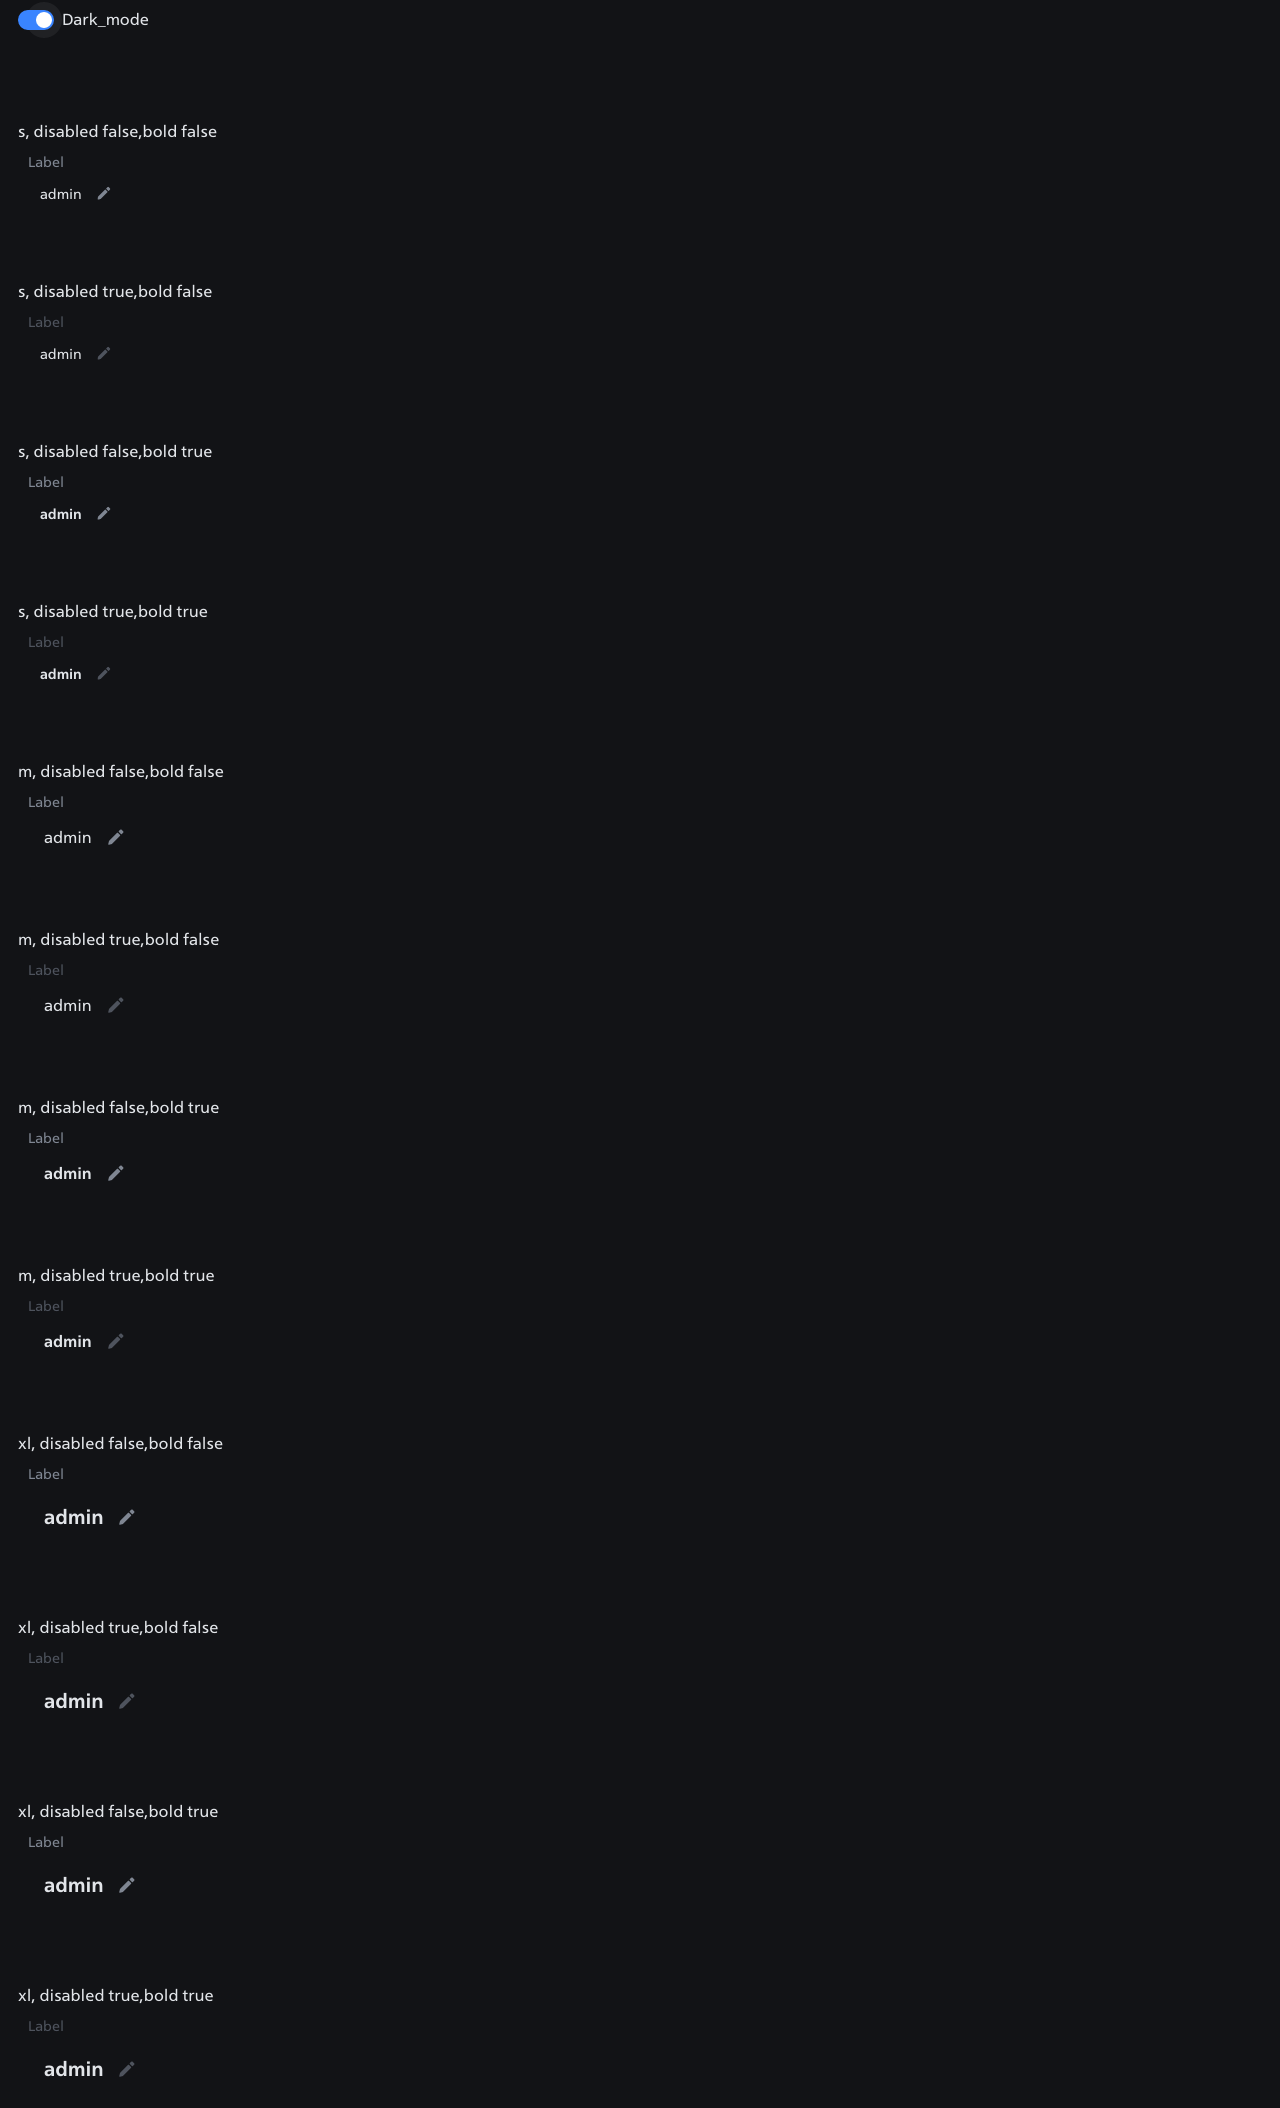 Dark_mode
s, disabled false,bold false
Label
admin
s, disabled true,bold false
Label
admin
s, disabled false,bold true
Label
admin
s, disabled true,bold true
Label
admin
m, disabled false,bold false
Label
admin
m, disabled true,bold false
Label
admin
m, disabled false,bold true
Label
admin
m, disabled true,bold true
Label
admin
xl, disabled false,bold false
Label
admin
xl, disabled true,bold false
Label
admin
xl, disabled false,bold true
Label
admin
xl, disabled true,bold true
Label
admin